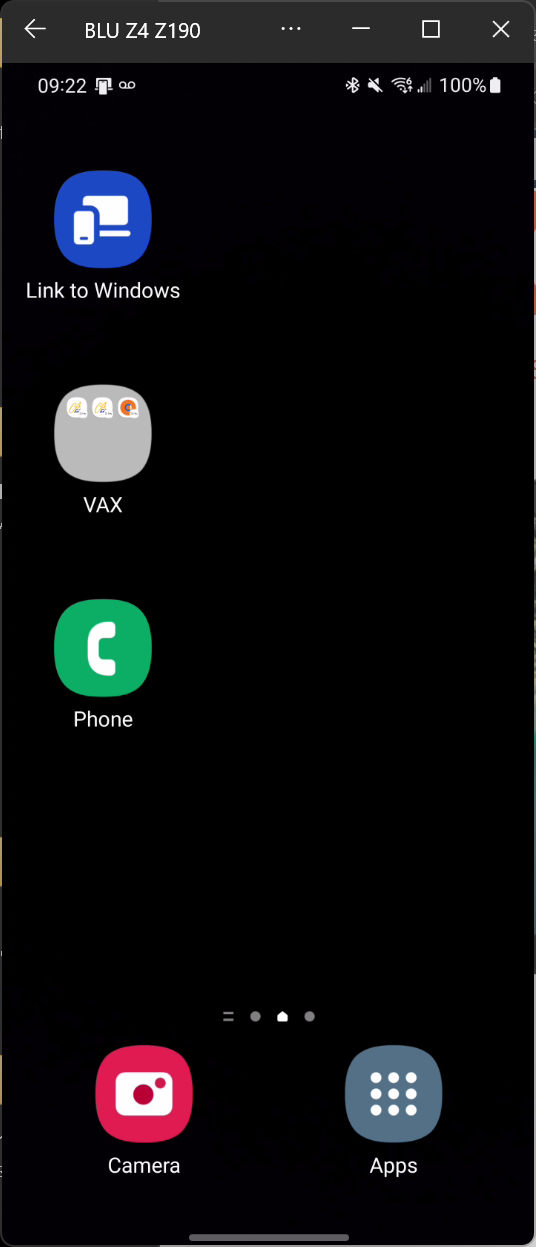 BLU Z4 Z190
09:22
100%
Link to Windows
VAX
Phone
Camera
Apps